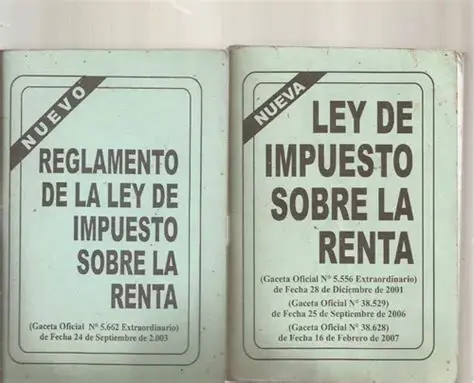 NUEVO
REGLAMENTO
DE LA LEY DE
IMPUESTO
SOBRE LA
RENTA
(Gaceta Oficial N° 5.662 Extraordinario)
de Fecha 24 de Septiembre de 2.003
NUEVA
LEY DE
IMPUESTO
SOBRE LA
RENTA
(Gaceta Oficial N° 5.556 Extraordinario)
de Fecha 28 de Diciembre de 2001
(Gaceta Oficial N° 38.529)
de Fecha 25 de Septiembre de 2006
(Gaceta Oficial N° 38.628)
de Fecha 16 de Febrero de 2007